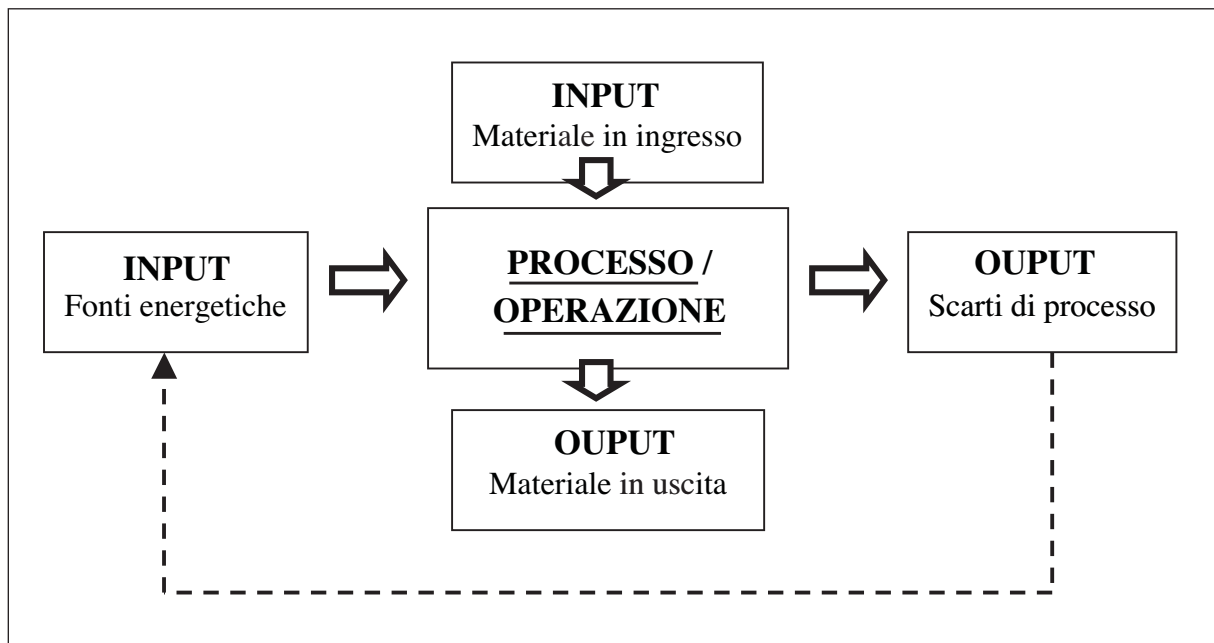 INPUT
Materiale in ingresso
INPUT
Fonti energetiche
PROCESSO /
OPERAZIONE
OUPUT
Scarti di processo
OUPUT
Materiale in uscita